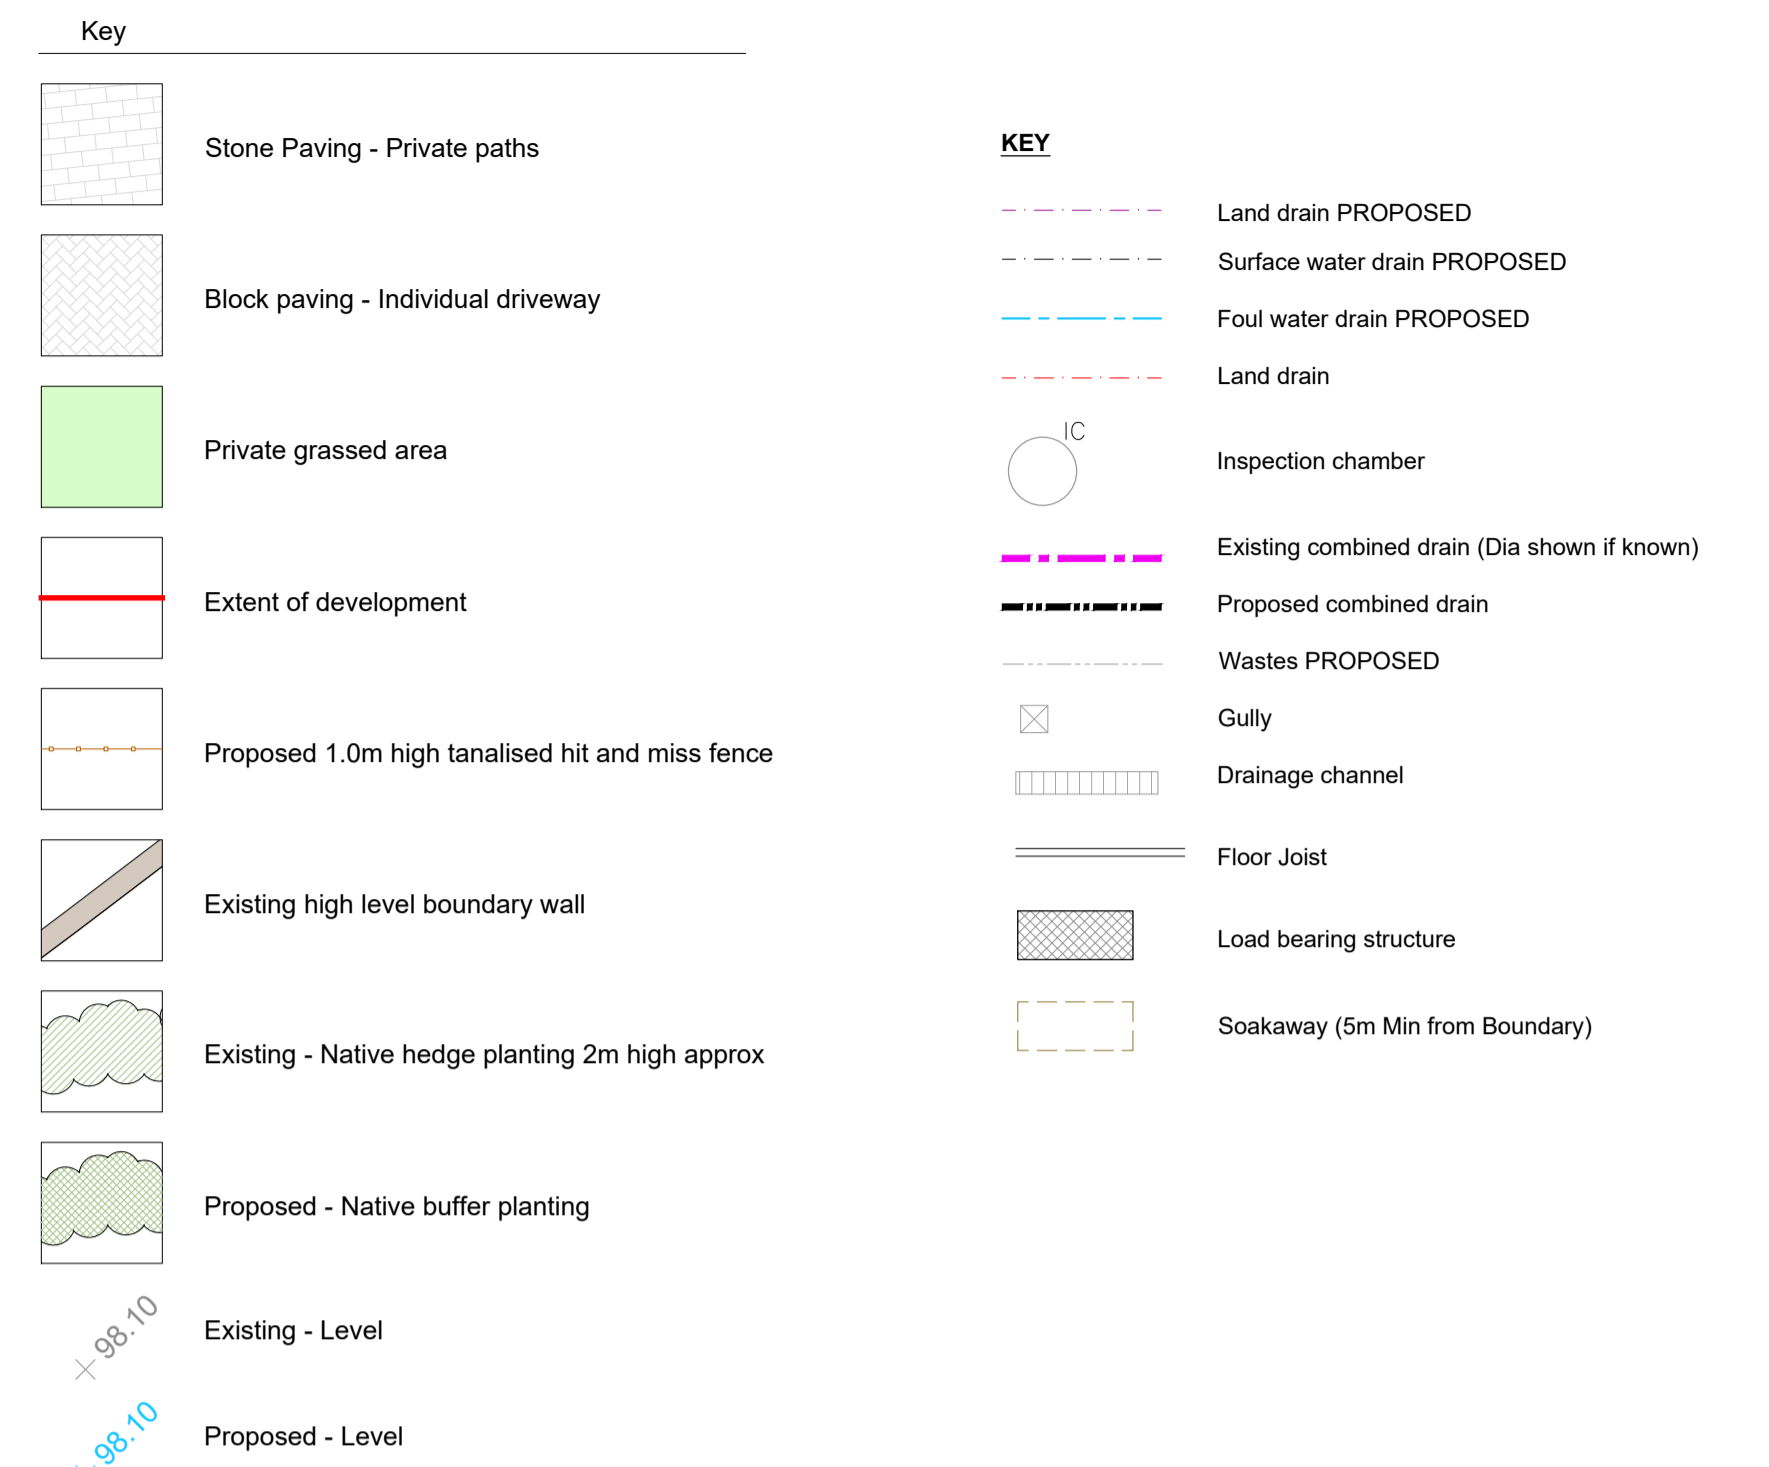 Key
Stone Paving - Private paths
Block paving - Individual driveway
Private grassed area
Extent of development
Proposed 1.0m high tanalised hit and miss fence
Existing high level boundary wall
Existing - Native hedge planting 2m high approx
Proposed - Native buffer planting
98.10
Existing - Level
98.10
Proposed - Level
KEY
Land drain PROPOSED
Surface water drain PROPOSED
Foul water drain PROPOSED
Land drain
IC
Inspection chamber
Existing combined drain (Dia shown if known)
Proposed combined drain
Wastes PROPOSED
Gully
Drainage channel
Floor Joist
Load bearing structure
Soakaway (5m Min from Boundary)